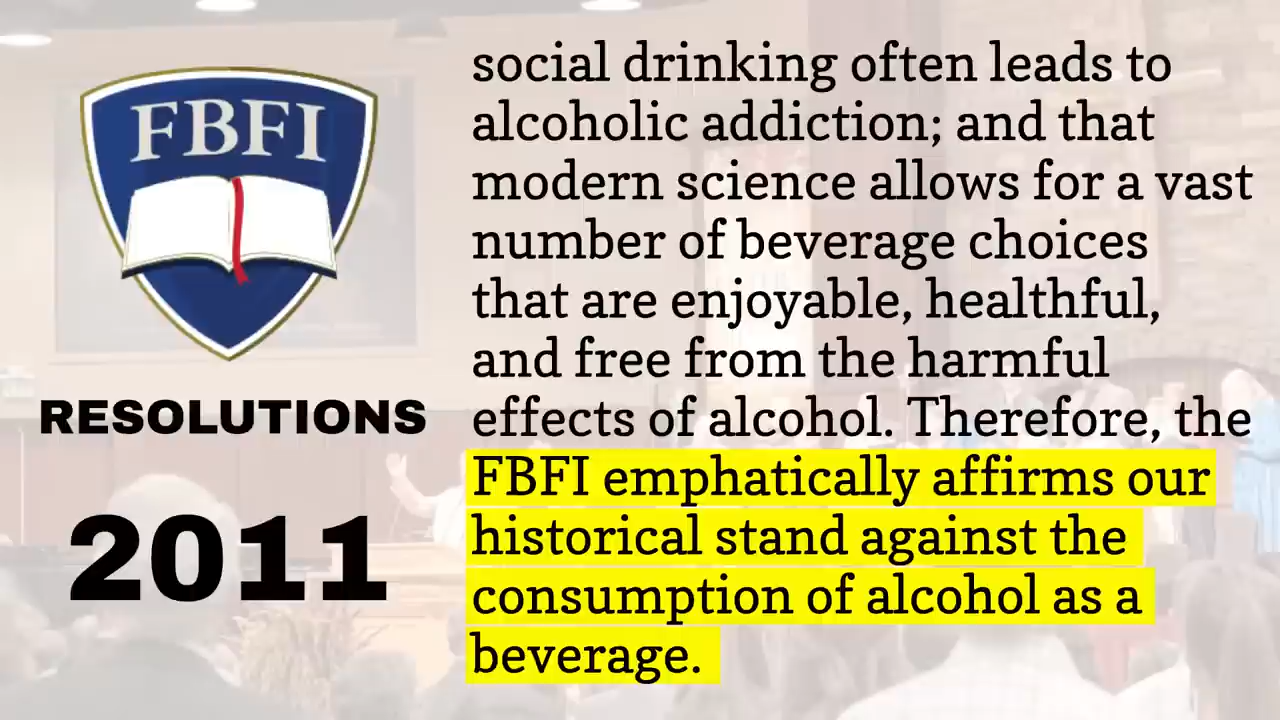 FBFI
RESOLUTIONS
2011
social drinking often leads to
alcoholic addiction; and that
modern science allows for a vast
number of beverage choices
that are enjoyable, healthful,
and free from the harmful
effects of alcohol. Therefore, the
FBFI emphatically affirms our
historical stand against the
consumption of alcohol as a
beverage.